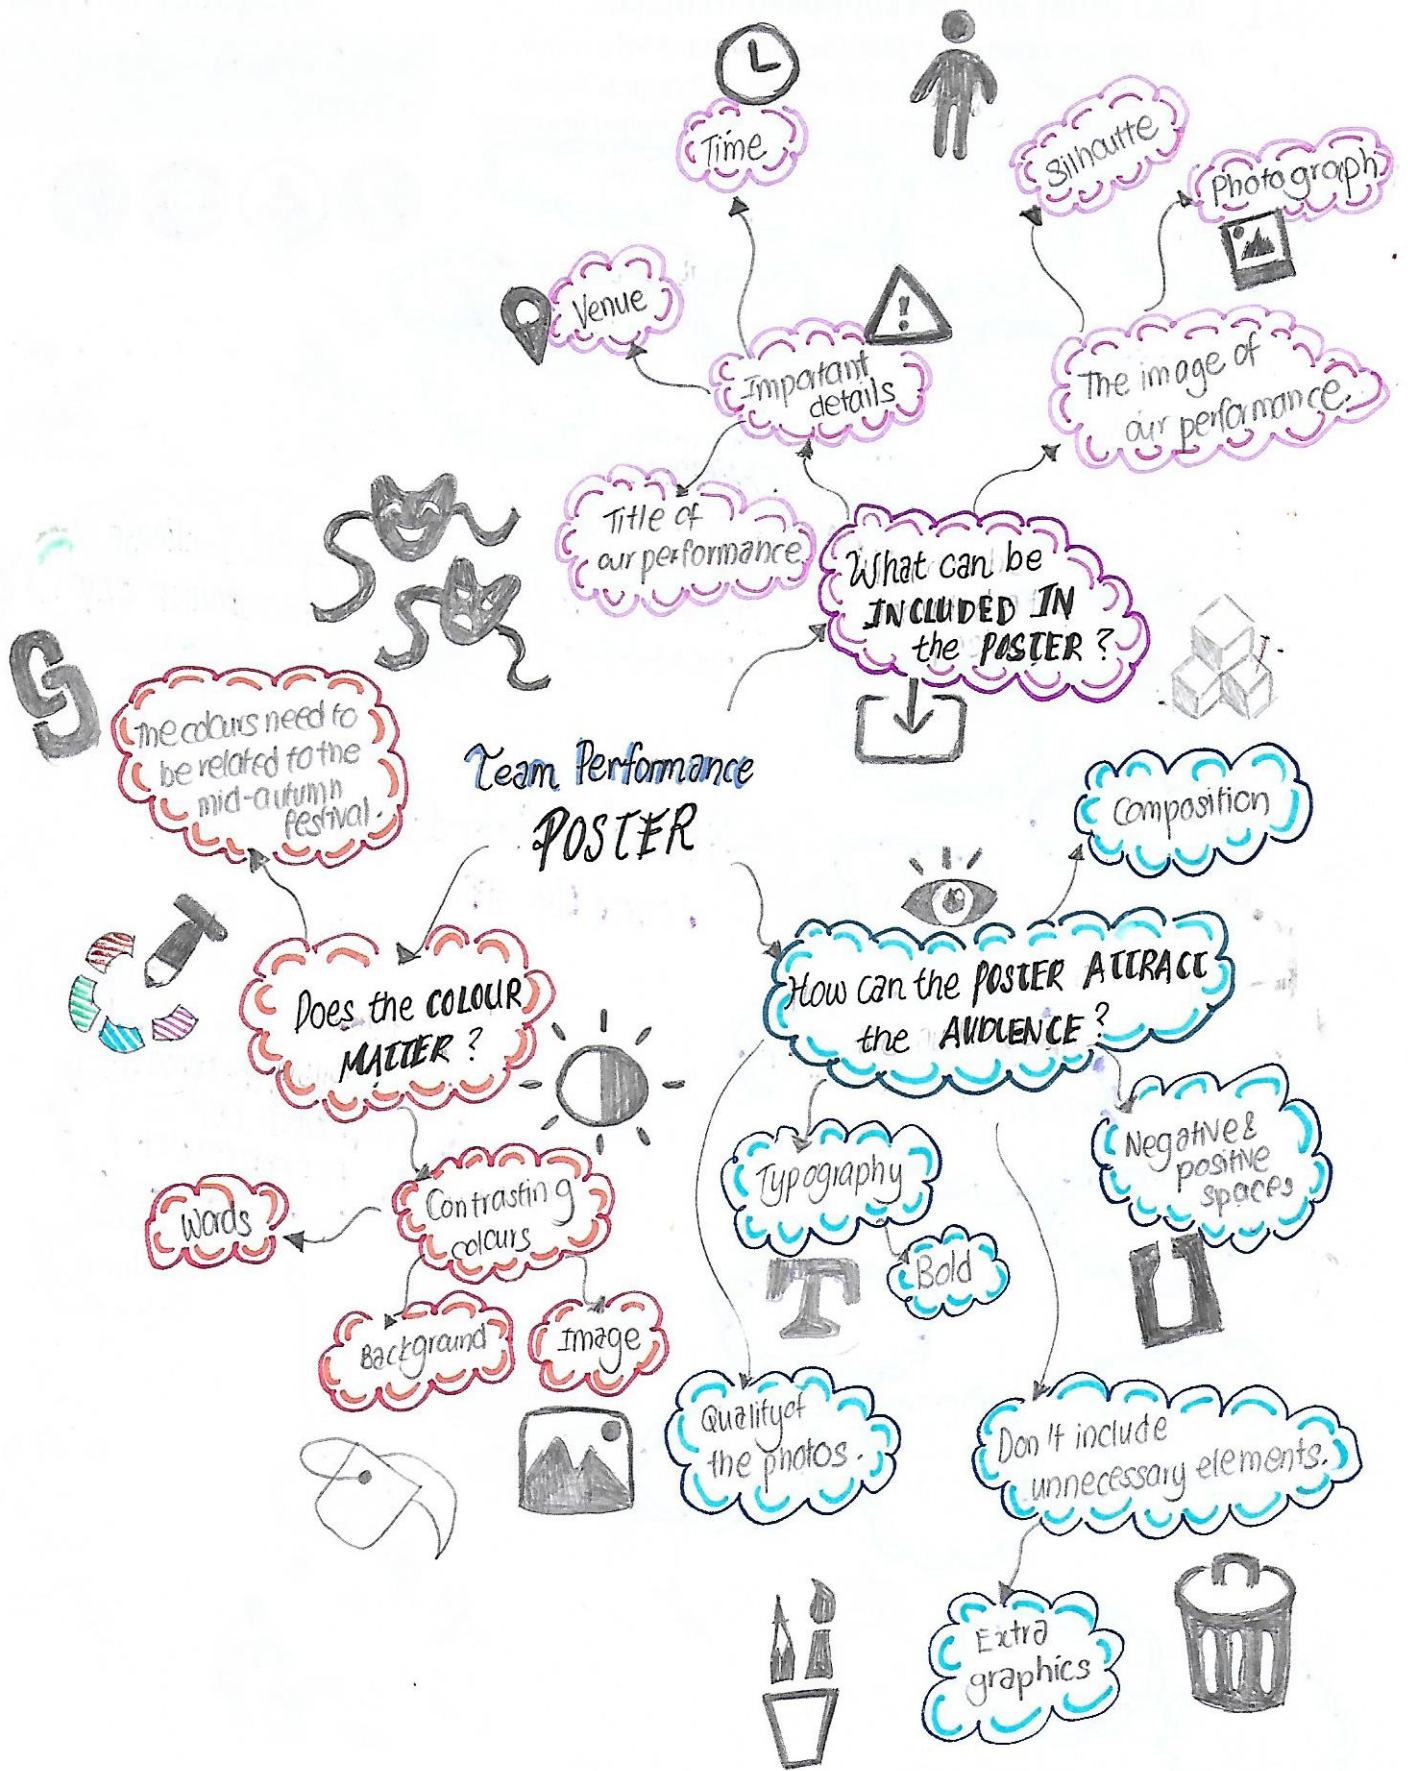 Time
Silhoutte
Photograph
Venue
Important
details
The image of
our performance.
Title of
our performance
What can be
INCLUDED IN
the POSTER?
The colours need to
be related to the
mid-autumn
festival.
Team Performance
POSTER
Composition
Does the COLOUR
MATTER?
How can the POSTER ATTRACT
the AUDIENCE?
Negative &
positive
spaces
Typography
Bold
Contrasting
colours
Words
Background
Image
Quality of
the photos.
Don't include
unnecessary elements.
Extra
graphics